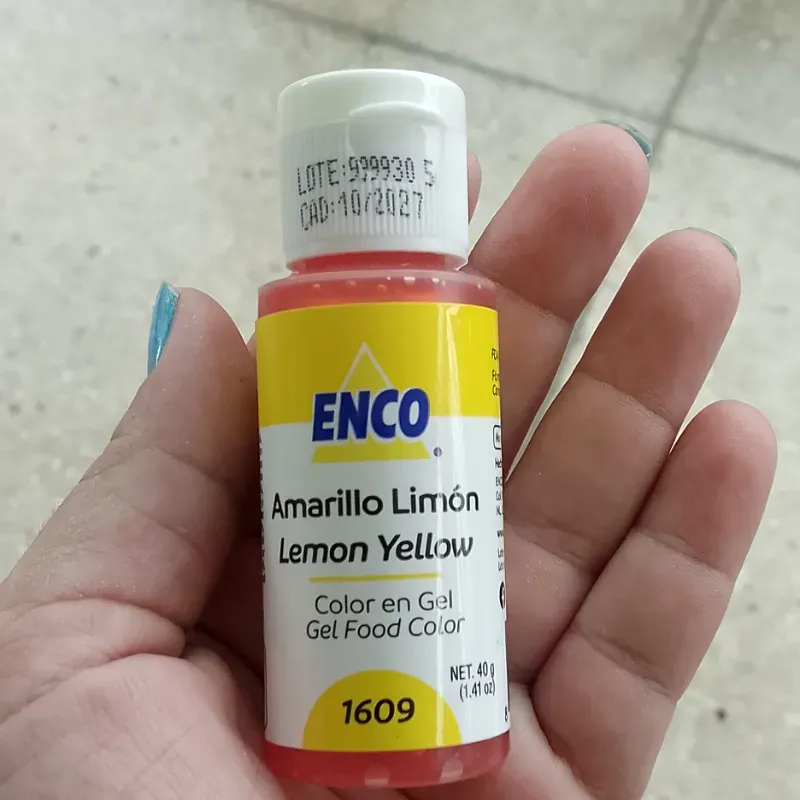 LOTE:999930 5
CAD:10/2027
ENCO
Amarillo Limón
Lemon Yellow
Color en Gel
Gel Food Color
NET. 40 g
(1.41 oz)
1609